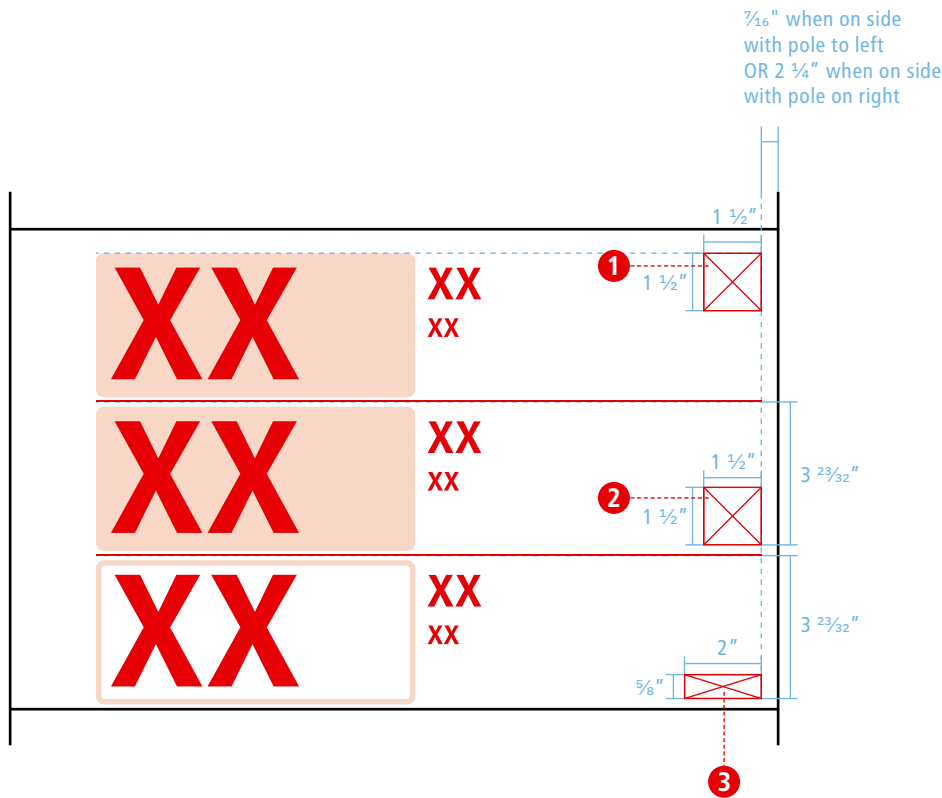 ⁷⁄₁₆" when on side
with pole to left
OR 2 ¼” when on side
with pole on right
1 ½”
1
1 ½”
XX
XX
XX
1 ½”
2
1 ½”
3 ²³⁄₃₂”
XX
XX
XX
3 ²³⁄₃₂”
XX
XX
XX
2”
⅝”
3